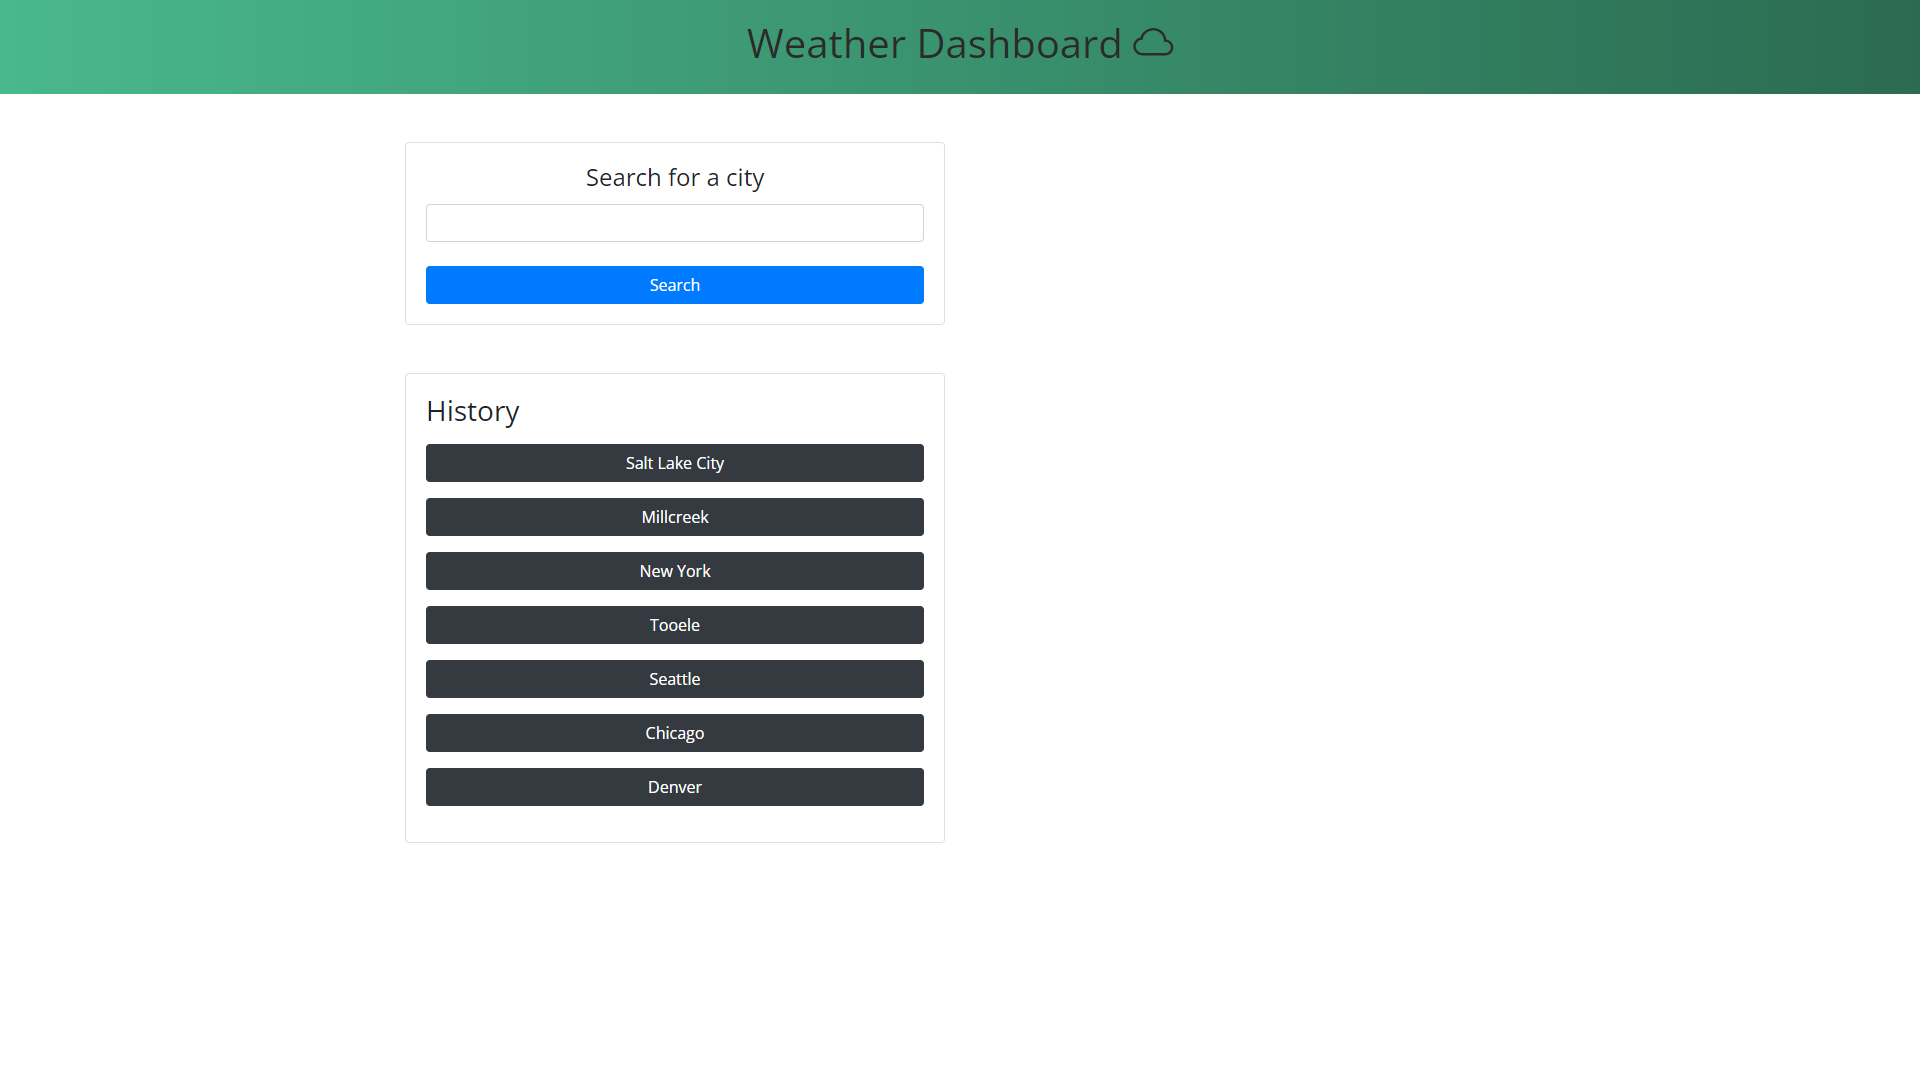 Weather Dashboard
Search for a city
Search
History
Salt Lake City
Millcreek
New York
Tooele
Seattle
Chicago
Denver